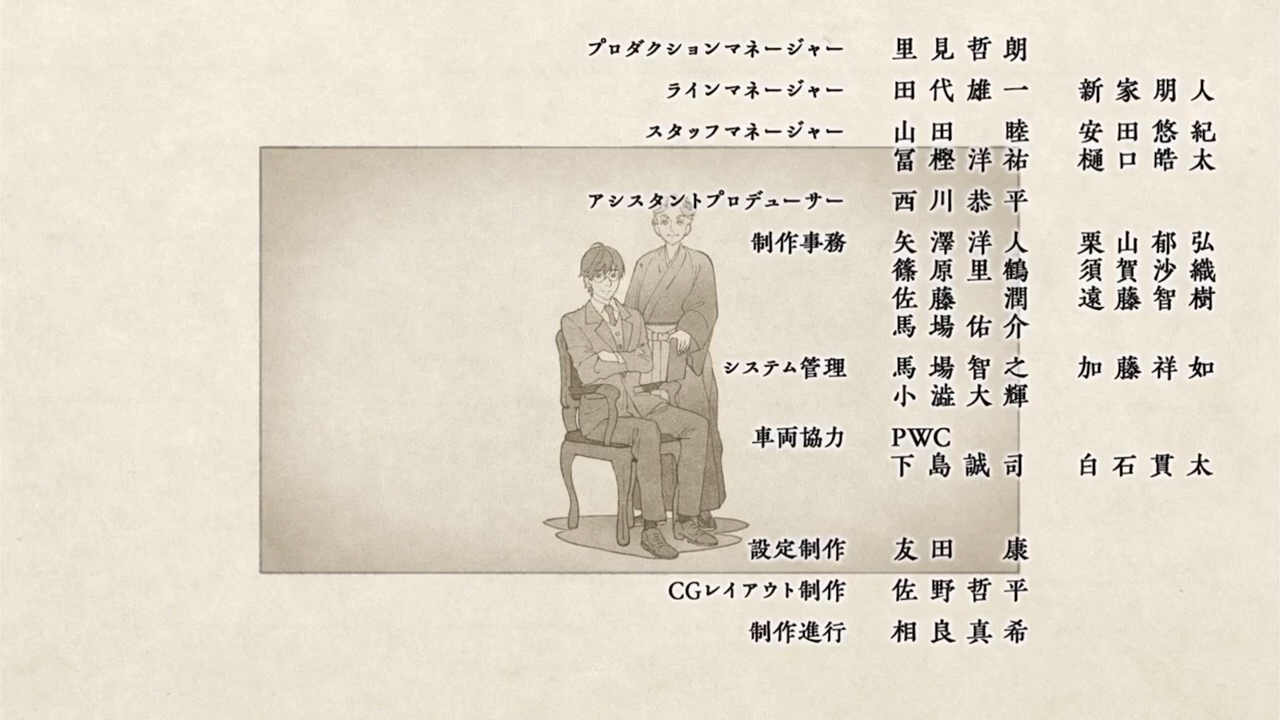 プロダクションマネージャー 里見哲朗
ラインマネージャー 田代雄一 新家朋人
スタッフマネージャー 山田 睦 安田悠紀
冨樫洋祐 樋口皓太
アシスタントプロデューサー 西川恭平
制作事務 矢澤洋人 栗山郁弘
篠原里鶴 須賀沙織
佐藤 潤 遠藤智樹
馬場佑介
システム管理 馬場智之 加藤祥如
小澁大輝
車両協力 PWC
下島誠司 白石貫太
設定制作 友田 康
CGレイアウト制作 佐野哲平
制作進行 相良真希